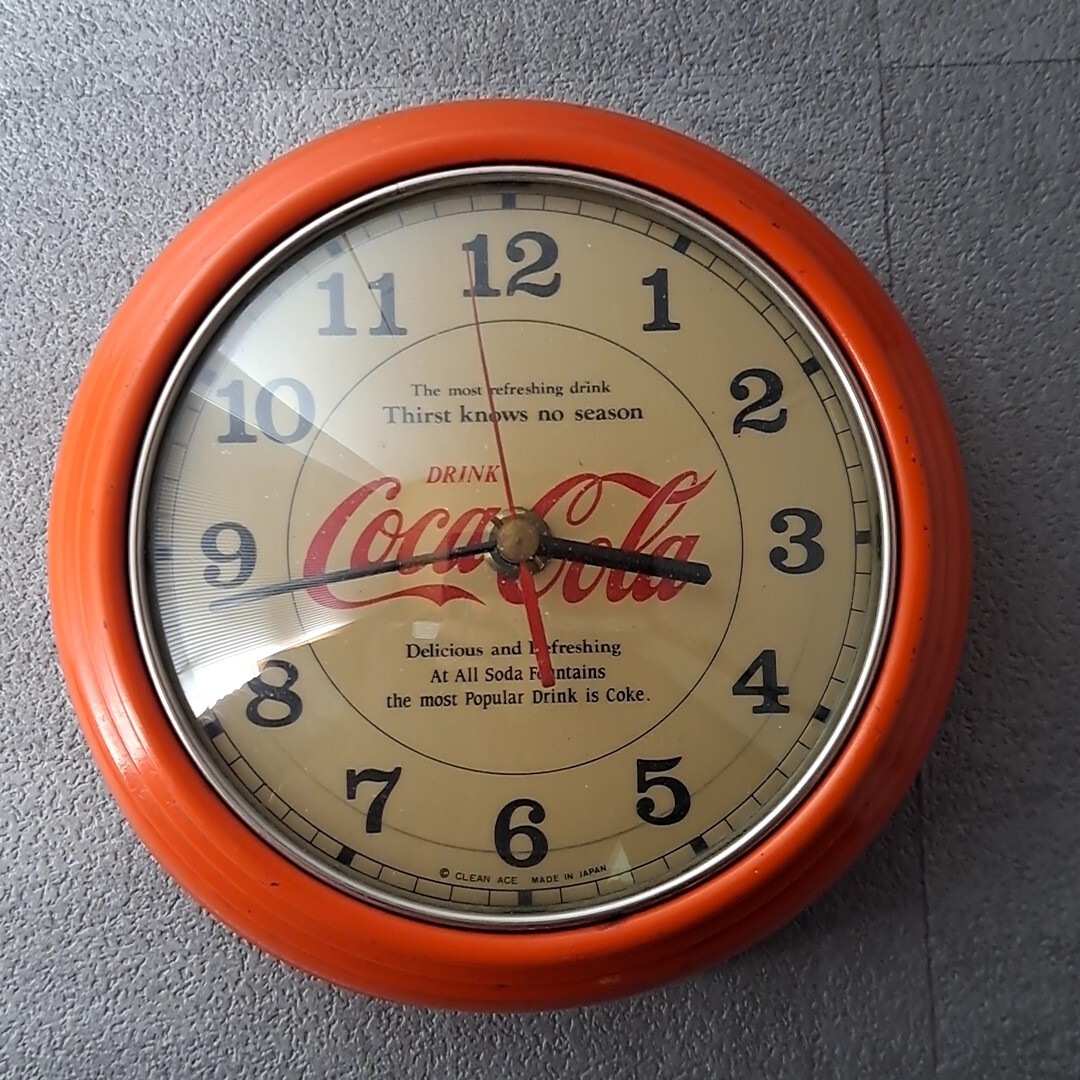 12
11
1
10
2
The most refreshing drink
Thirst knows no season
DRINK
Coca-Cola
9
3
Delicious and Refreshing
At All Soda Fountains
the most Popular Drink is Coke.
8
4
7
5
6
© CLEAN ACE MADE IN JAPAN